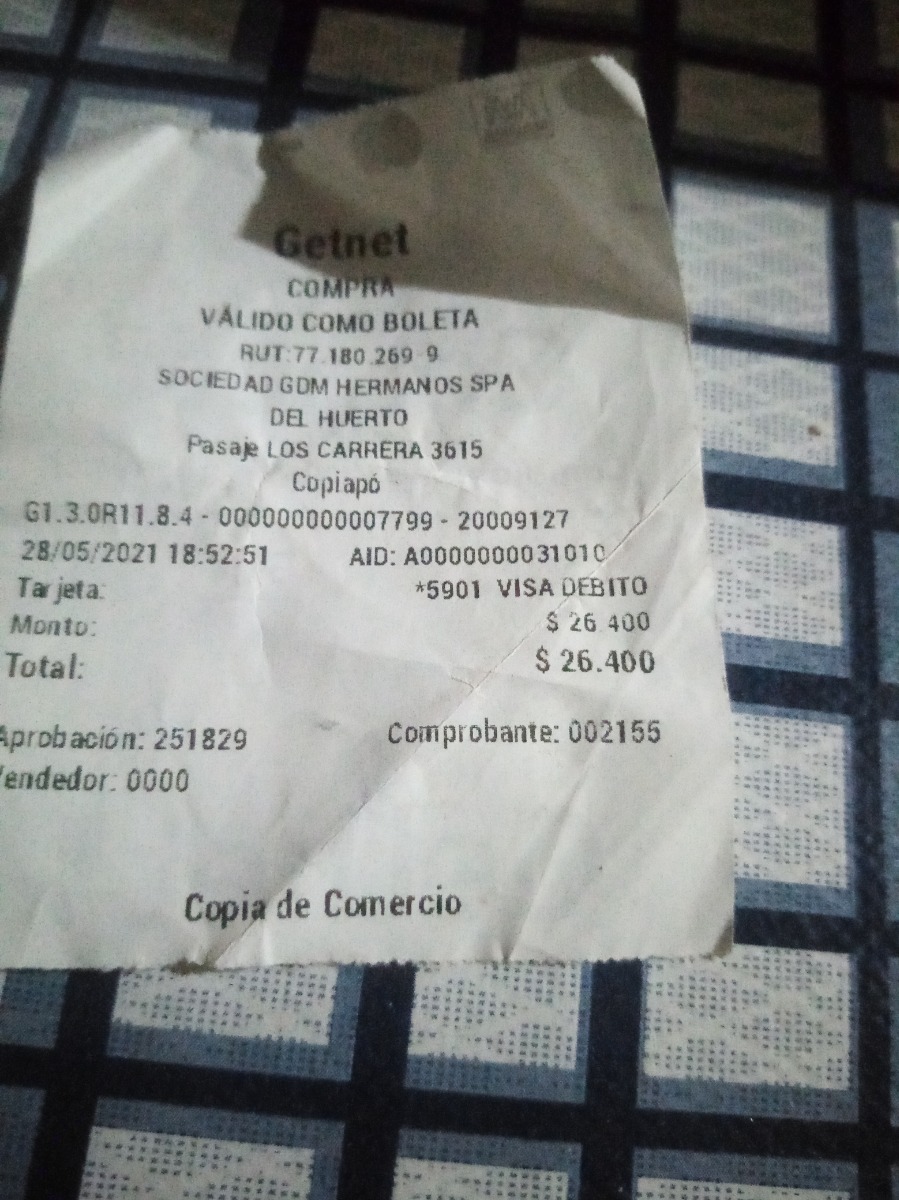 Getnet
COMPRA
VÁLIDO COMO BOLETA
RUT:77.180.269-9
SOCIEDAD GDM HERMANOS SPA
DEL HUERTO
Pasaje LOS CARRERA 3615
Copiapó
G1.3.0R11.8.4 - 000000000007799 - 20009127
28/05/2021 18:52:51 AID: A0000000031010
Tarjeta: *5901 VISA DEBITO
Monto: $ 26.400
Total: $ 26.400
Aprobación: 251829 Comprobante: 002155
Vendedor: 0000
Copia de Comercio